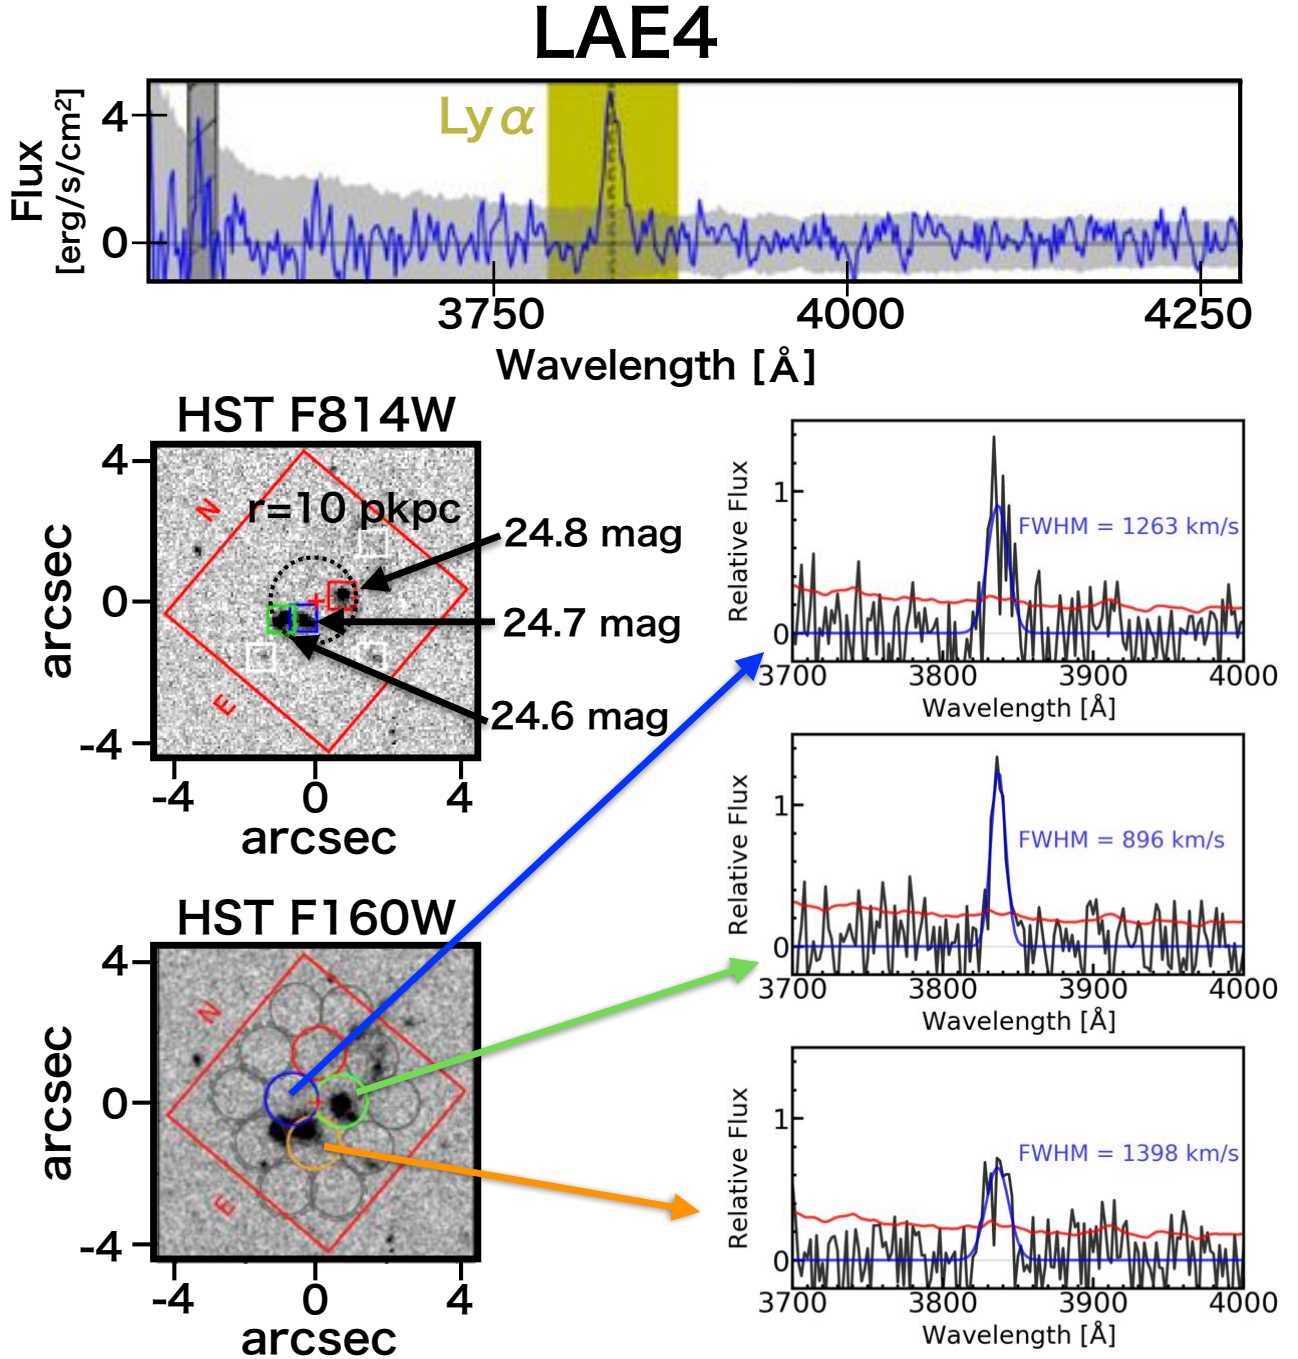 LAE4
Lyα
4
0
Flux
[erg/s/cm²]
3750
4000
4250
Wavelength [Å]
HST F814W
4
0
-4
arcsec
N
E
r=10 pkpc
24.8 mag
24.7 mag
24.6 mag
-4
0
4
arcsec
HST F160W
4
0
-4
arcsec
N
E
-4
0
4
arcsec
Relative Flux
1
0
FWHM = 1263 km/s
3700
3800
3900
4000
Wavelength [Å]
Relative Flux
1
0
FWHM = 896 km/s
3700
3800
3900
4000
Wavelength [Å]
Relative Flux
1
0
FWHM = 1398 km/s
3700
3800
3900
4000
Wavelength [Å]